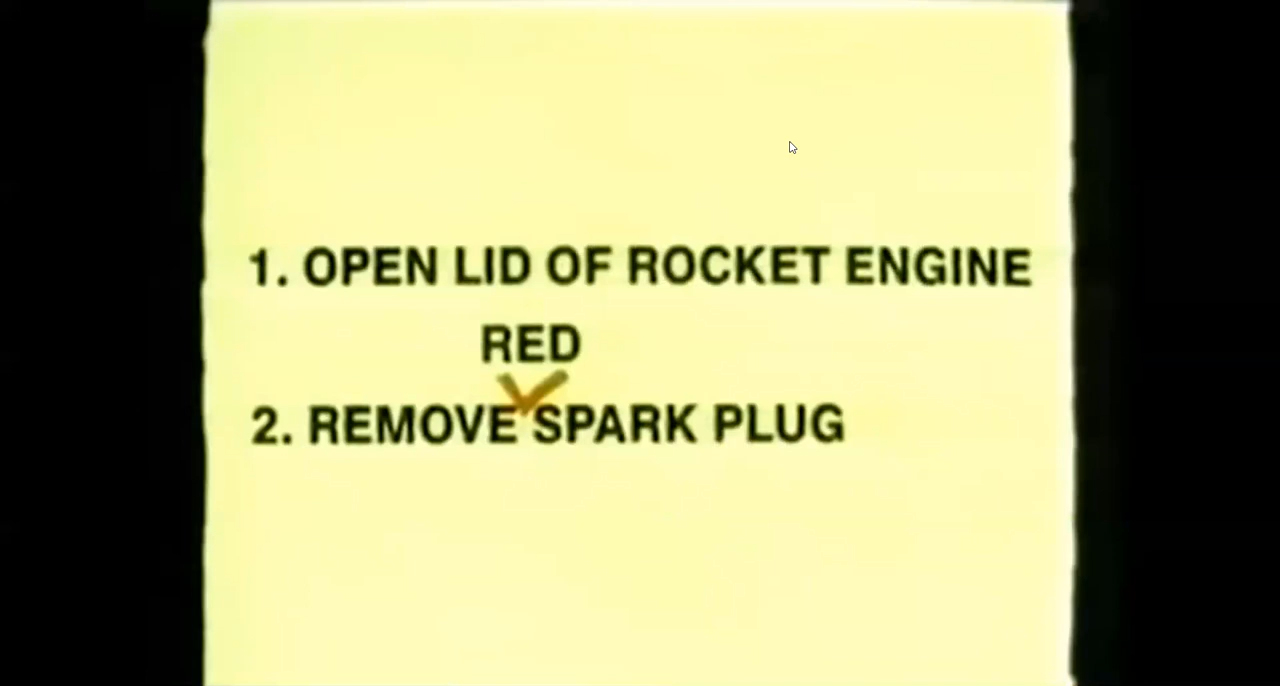 1. OPEN LID OF ROCKET ENGINE
RED
2. REMOVE SPARK PLUG